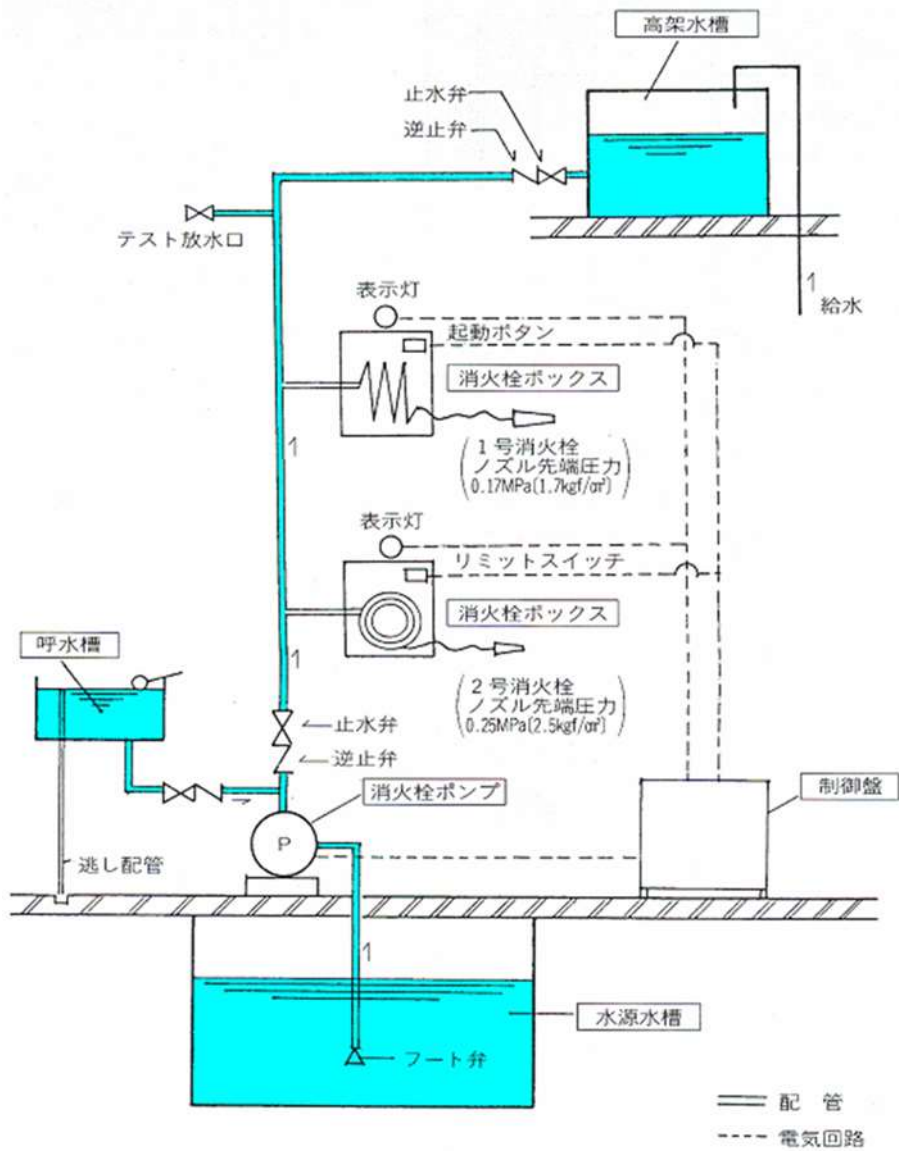 高架水槽
止水弁
逆止弁
テスト放水口
給水
表示灯
起動ボタン
消火栓ボックス
1号消火栓
ノズル先端圧力
0.17MPa〔1.7kgf/cm²〕
表示灯
リミットスイッチ
消火栓ボックス
2号消火栓
ノズル先端圧力
0.25MPa〔2.5kgf/cm²〕
呼水槽
止水弁
逆止弁
消火栓ポンプ
制御盤
P
逃し配管
水源水槽
フート弁
配 管
電気回路